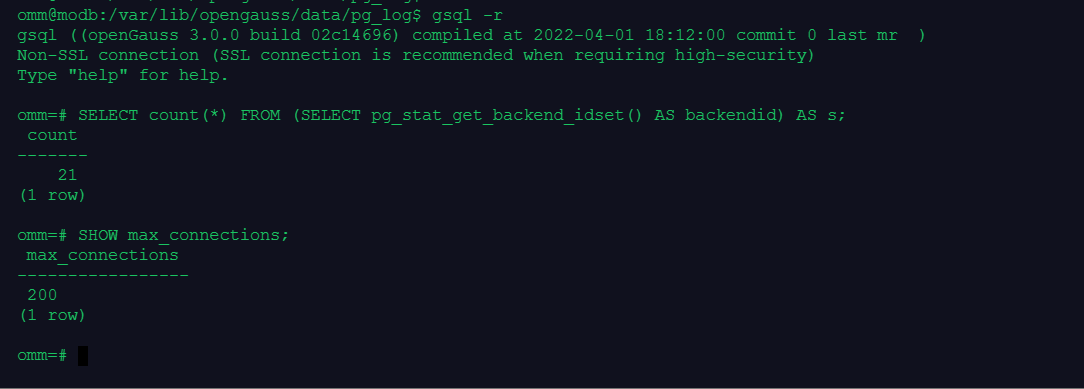 omm@modb:/var/lib/opengauss/data/pg_log$ gsql -r
gsql ((openGauss 3.0.0 build 02c14696) compiled at 2022-04-01 18:12:00 commit 0 last mr  )
Non-SSL connection (SSL connection is recommended when requiring high-security)
Type "help" for help.
omm=# SELECT count(*) FROM (SELECT pg_stat_get_backend_idset() AS backendid) AS s;
 count
-------
    21
(1 row)
omm=# SHOW max_connections;
 max_connections
-----------------
 200
(1 row)
omm=#